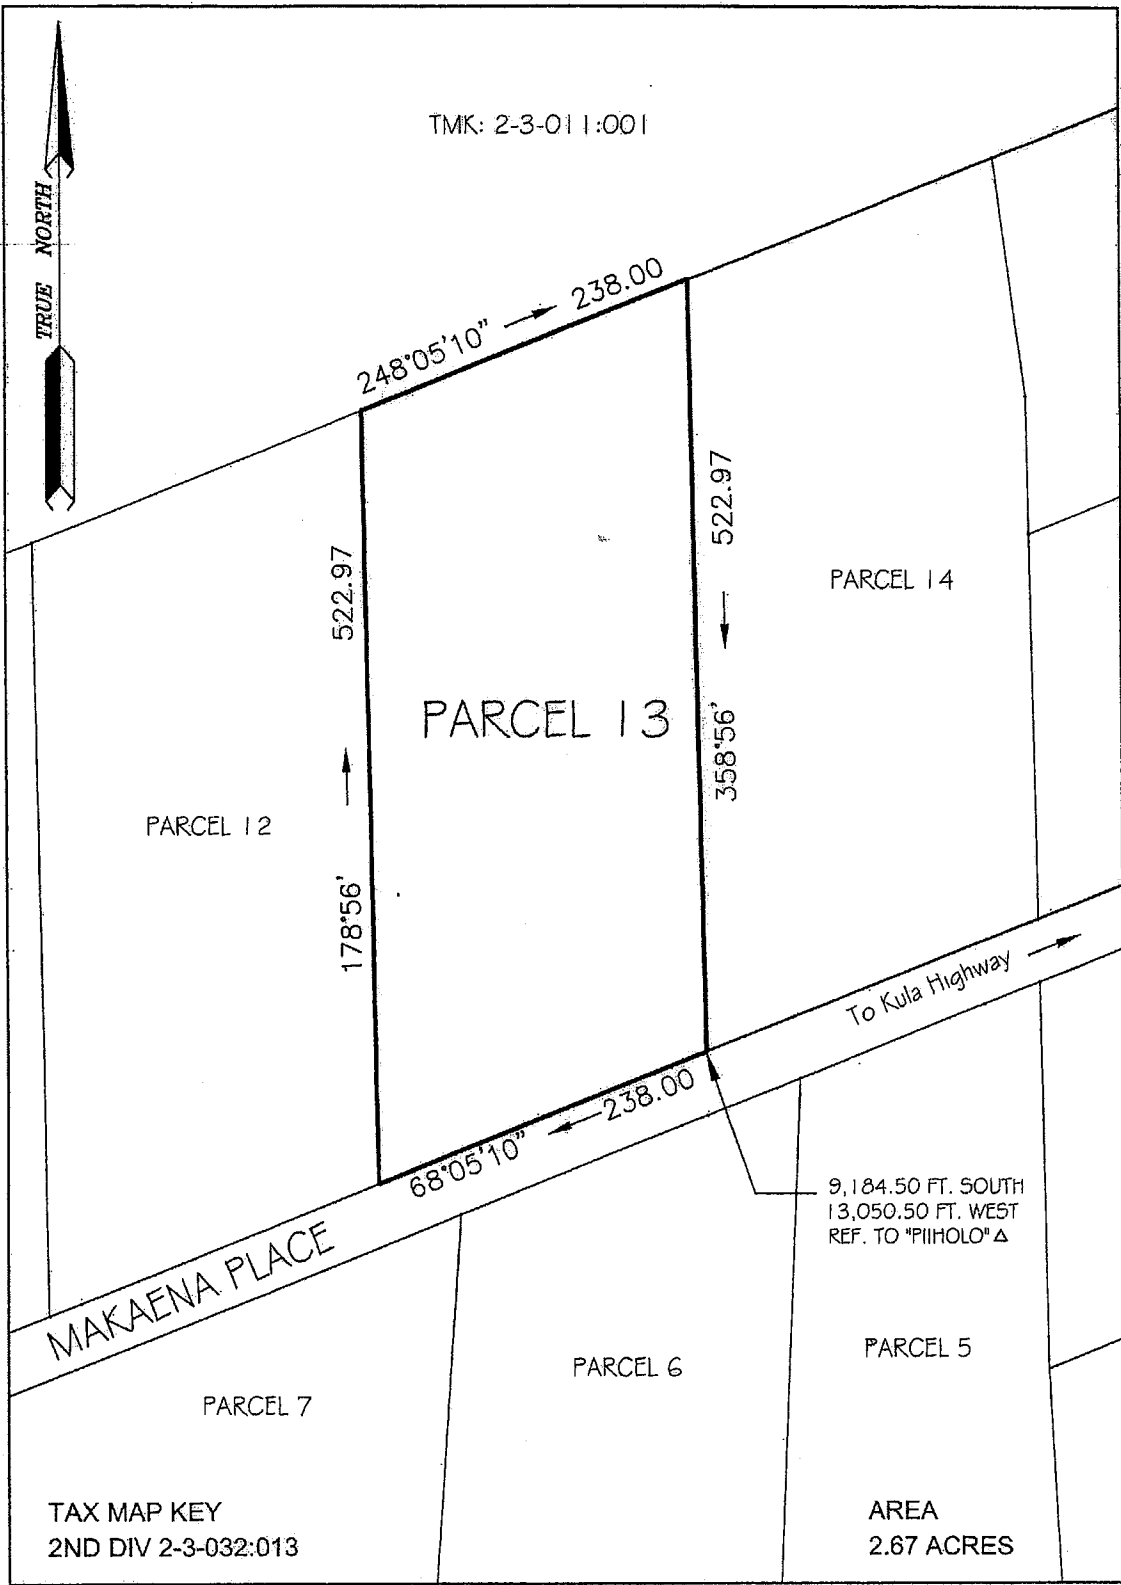 TMK: 2-3-011:001
TRUE NORTH
248°05'10" 238.00
522.97
178°56'
522.97
358°56'
PARCEL 14
PARCEL 13
PARCEL 12
To Kula Highway
238.00
68°05'10"
MAKAENA PLACE
9,184.50 FT. SOUTH
13,050.50 FT. WEST
REF. TO "PIIHOLO" Δ
PARCEL 5
PARCEL 6
PARCEL 7
TAX MAP KEY
2ND DIV 2-3-032:013
AREA
2.67 ACRES